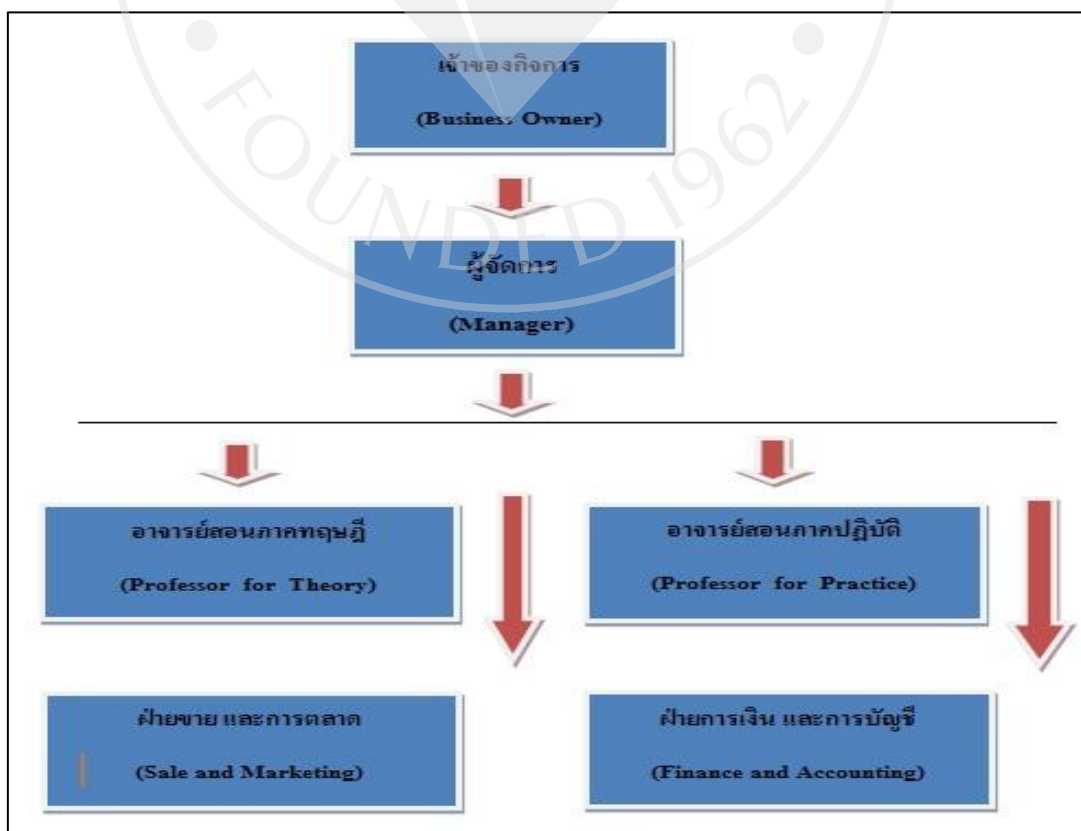 เจ้าของกิจการ
(Business Owner)
FOUNDED 1962
ผู้จัดการ
(Manager)
อาจารย์สอนภาคทฤษฎี
(Professor for Theory)
อาจารย์สอนภาคปฏิบัติ
(Professor for Practice)
ฝ่ายขาย และการตลาด
(Sale and Marketing)
ฝ่ายการเงิน และการบัญชี
(Finance and Accounting)